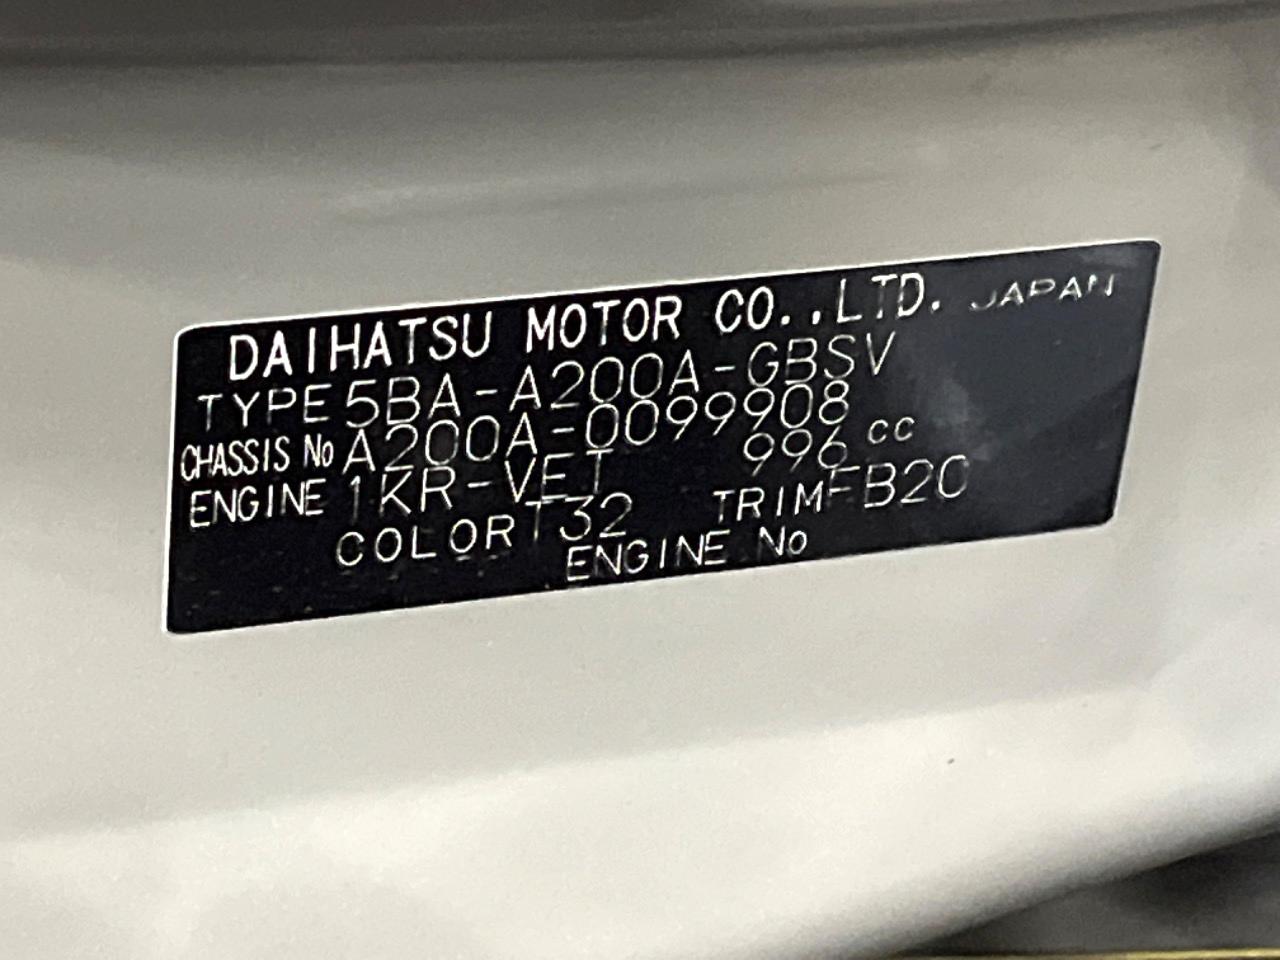 DAIHATSU MOTOR CO.,LTD. JAPAN
TYPE 5BA-A200A-GBSV
CHASSIS No A200A-0099908
ENGINE 1KR-VET 996 cc
COLOR T32 TRIM FB20
ENGINE No